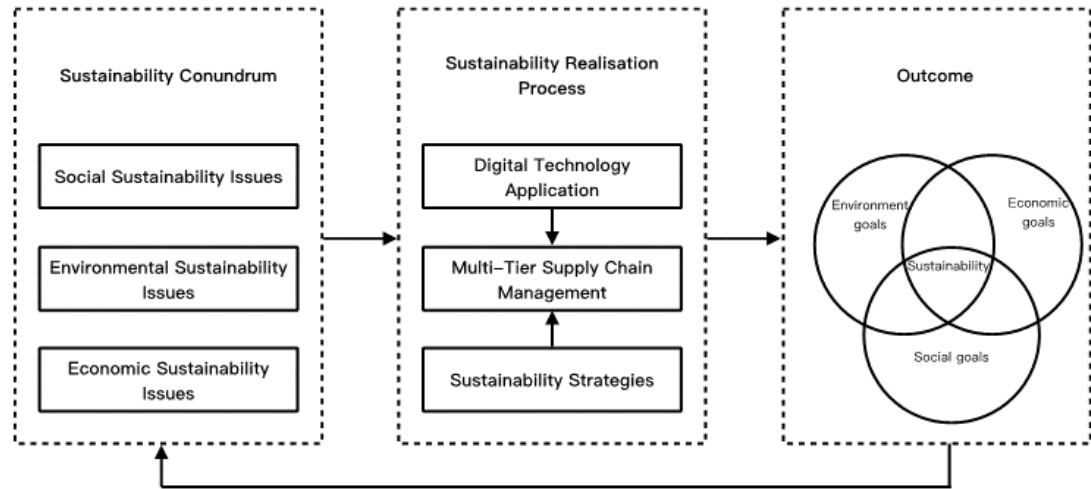 Sustainability Conundrum
Social Sustainability Issues
Environmental Sustainability
Issues
Economic Sustainability
Issues
Sustainability Realisation
Process
Digital Technology
Application
Multi-Tier Supply Chain
Management
Sustainability Strategies
Outcome
Environment
goals
Economic
goals
Sustainability
Social goals